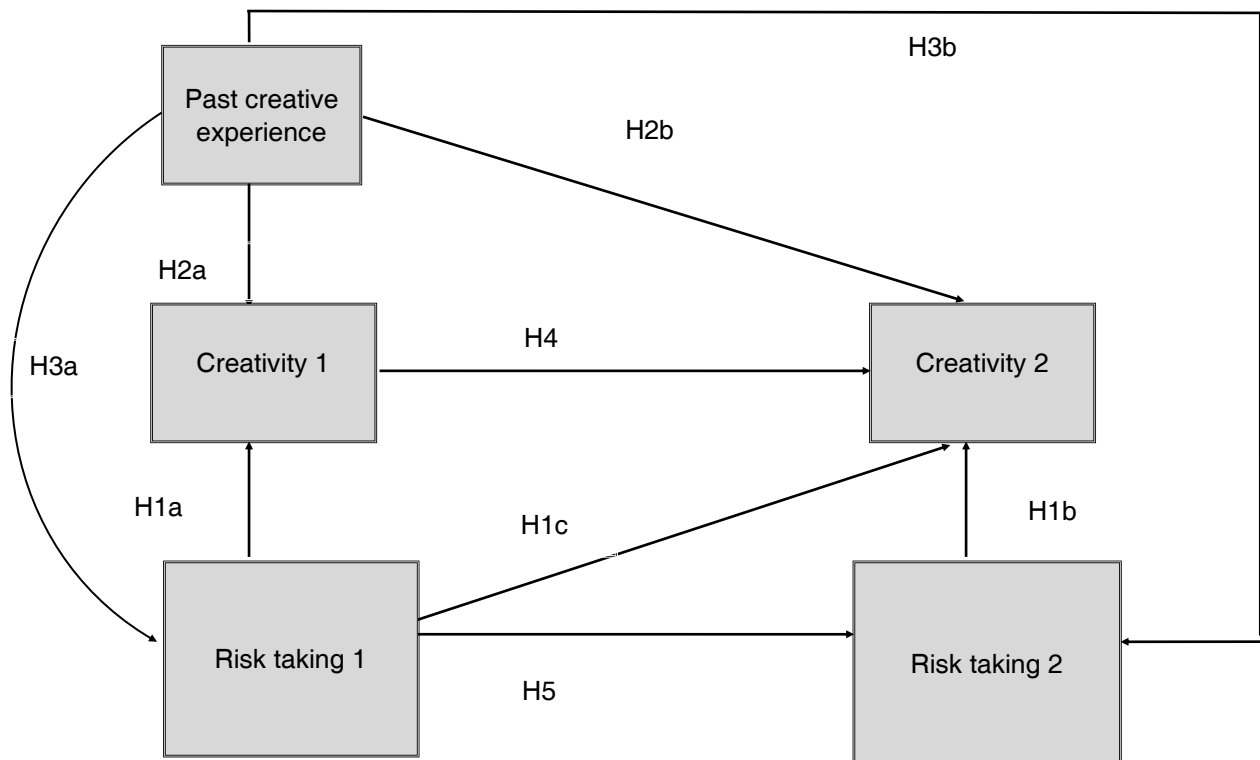 H3b
Past creative
experience
H2b
H2a
H4
Creativity 1
Creativity 2
H3a
H1a
H1c
H1b
Risk taking 1
Risk taking 2
H5